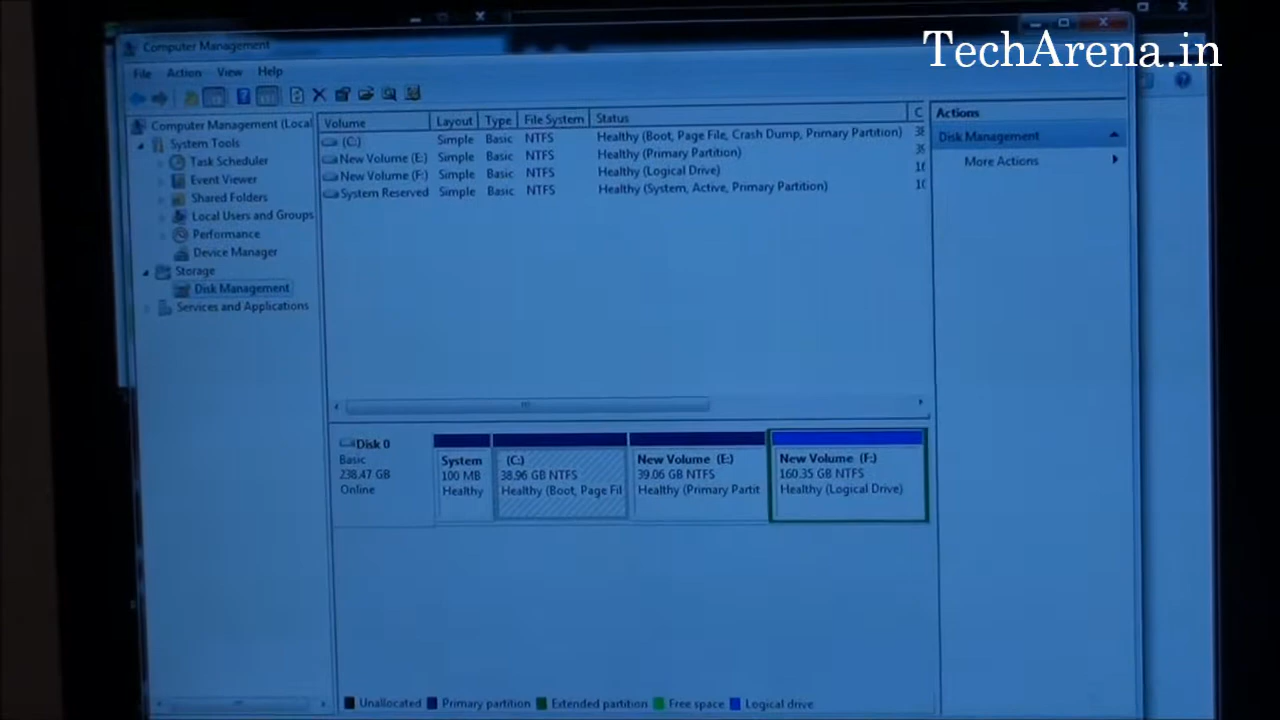 TechArena.in
Computer Management
File Action View Help
Computer Management (Local
System Tools
Task Scheduler
Event Viewer
Shared Folders
Local Users and Groups
Performance
Device Manager
Storage
Disk Management
Services and Applications
Volume Layout Type File System Status C
(C:) Simple Basic NTFS Healthy (Boot, Page File, Crash Dump, Primary Partition)
New Volume (E:) Simple Basic NTFS Healthy (Primary Partition)
New Volume (F:) Simple Basic NTFS Healthy (Logical Drive)
System Reserved Simple Basic NTFS Healthy (System, Active, Primary Partition)
Actions
Disk Management
More Actions
Disk 0
Basic
238.47 GB
Online
System
100 MB
Healthy
(C:)
38.96 GB NTFS
Healthy (Boot, Page Fil
New Volume (E:)
39.06 GB NTFS
Healthy (Primary Partit
New Volume (F:)
160.35 GB NTFS
Healthy (Logical Drive)
Unallocated Primary partition Extended partition Free space Logical drive